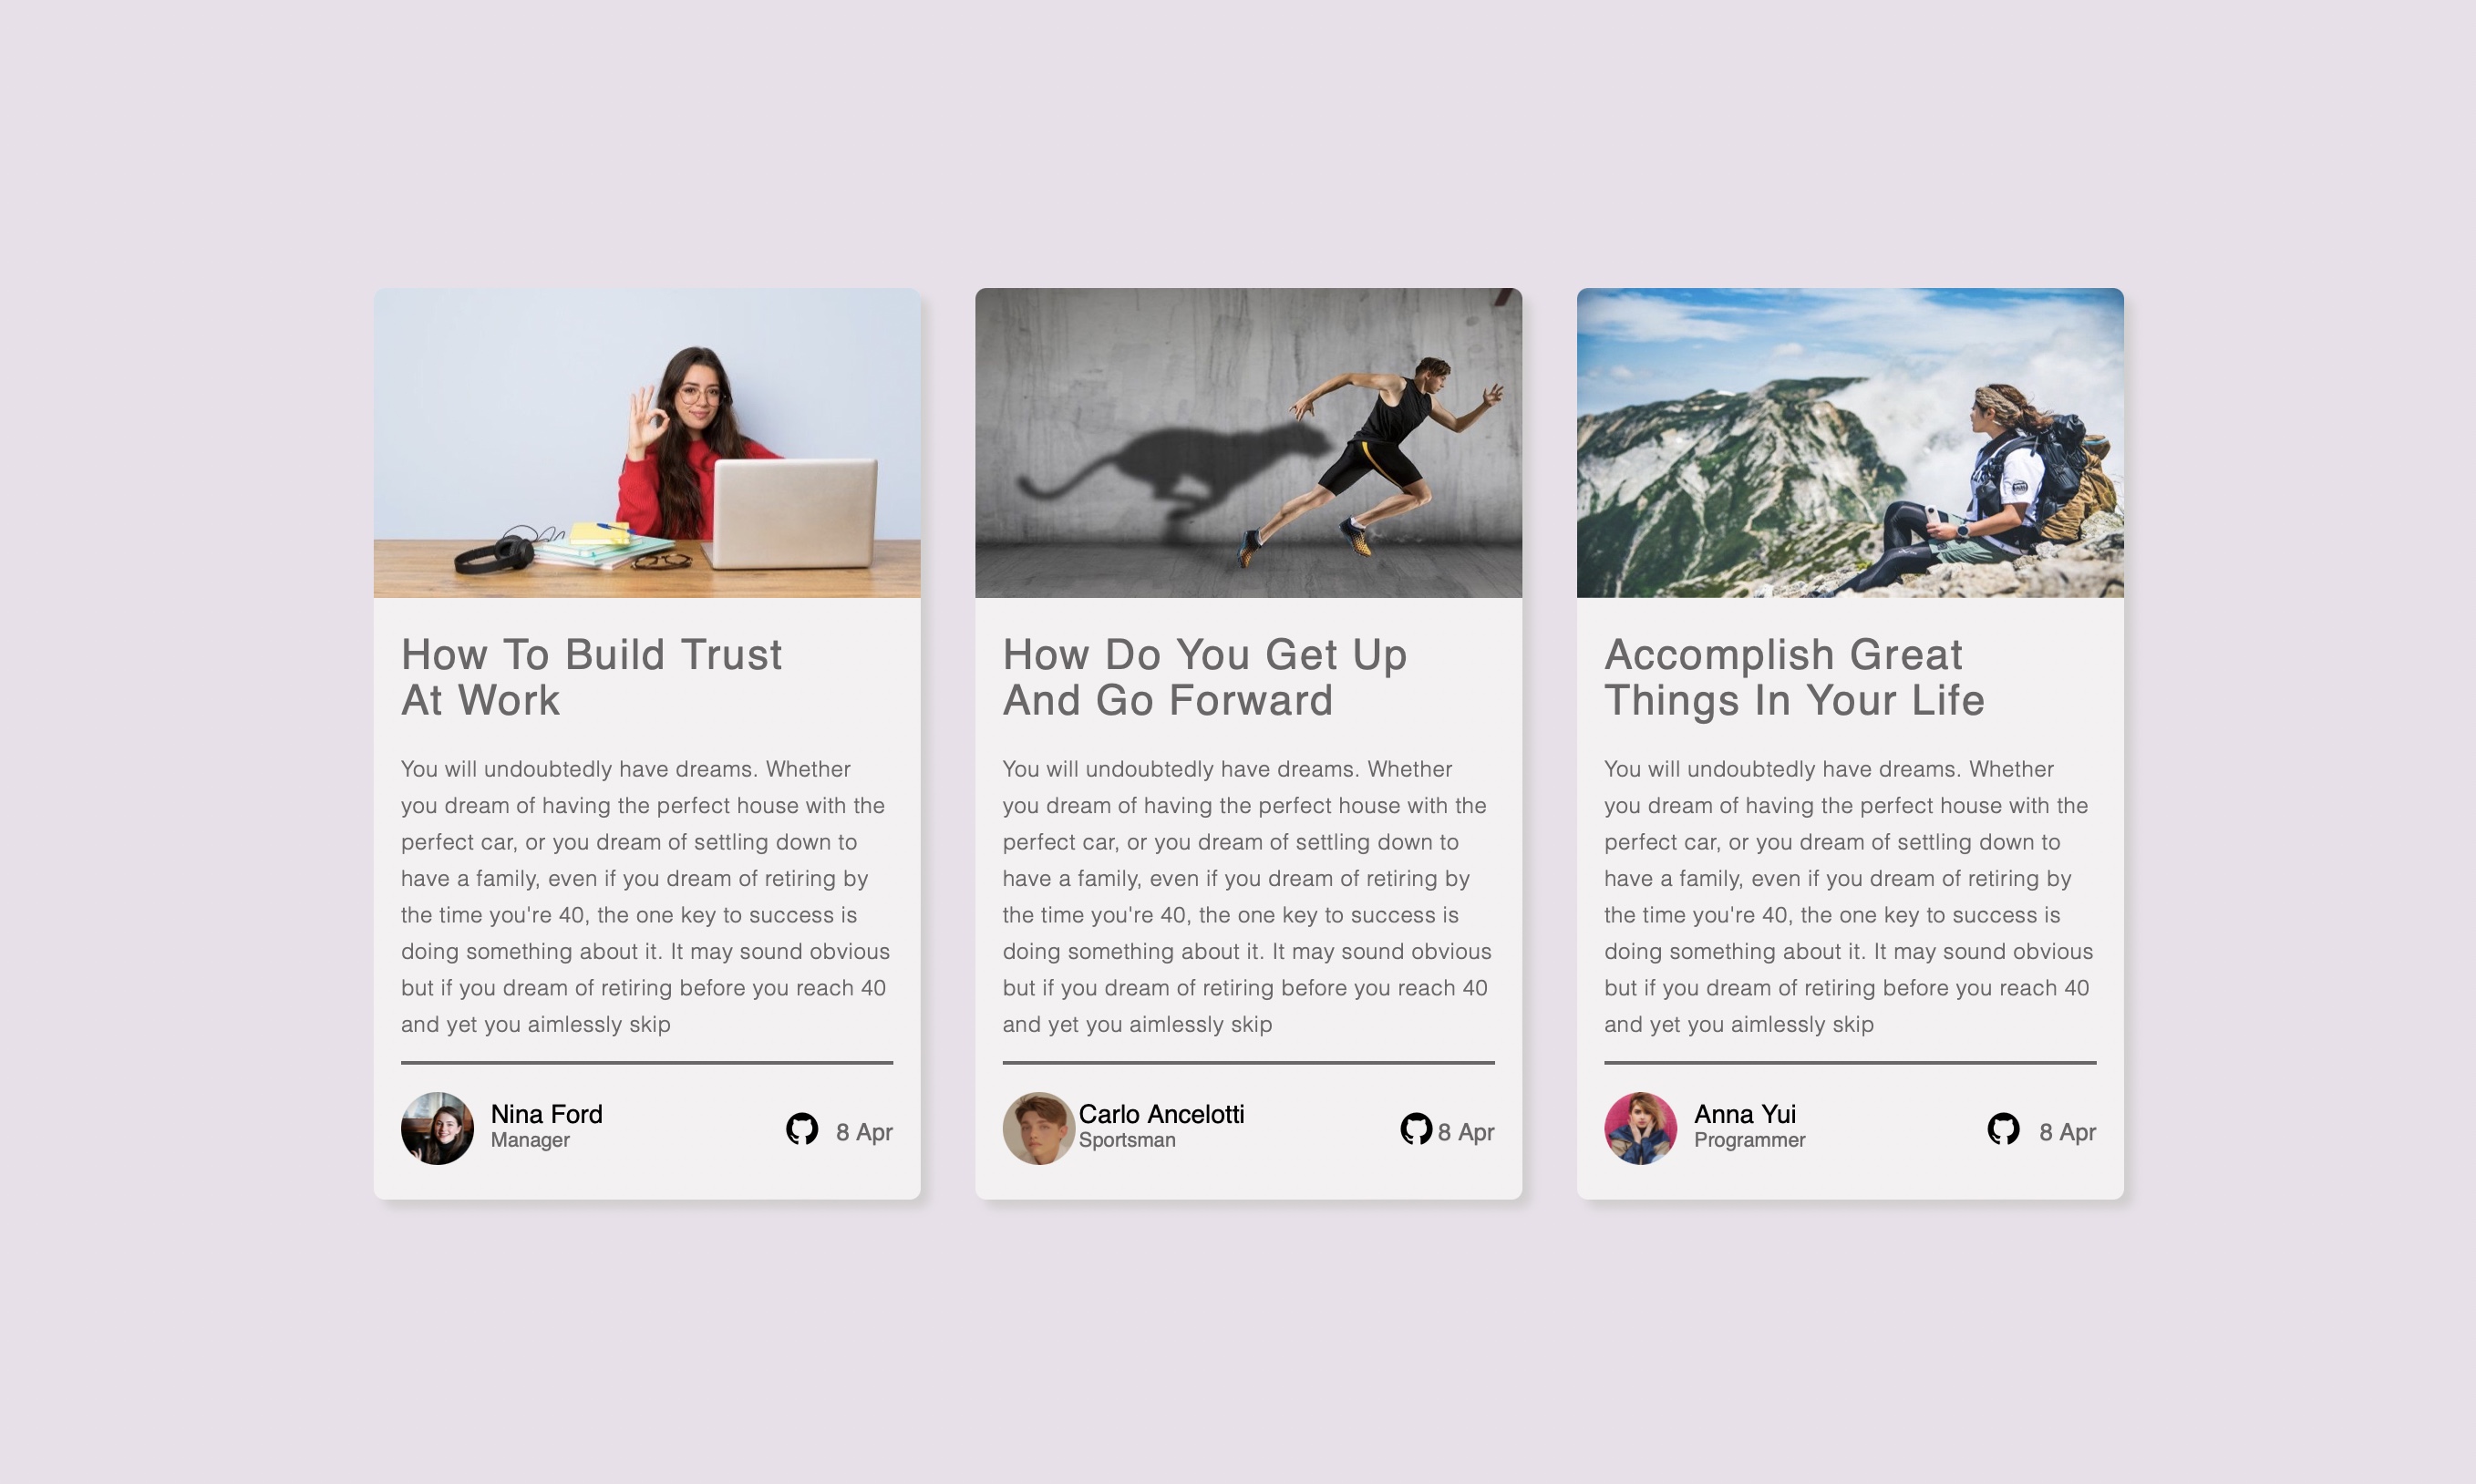 How To Build Trust
At Work
You will undoubtedly have dreams. Whether
you dream of having the perfect house with the
perfect car, or you dream of settling down to
have a family, even if you dream of retiring by
the time you're 40, the one key to success is
doing something about it. It may sound obvious
but if you dream of retiring before you reach 40
and yet you aimlessly skip
Nina Ford
Manager
8 Apr
How Do You Get Up
And Go Forward
You will undoubtedly have dreams. Whether
you dream of having the perfect house with the
perfect car, or you dream of settling down to
have a family, even if you dream of retiring by
the time you're 40, the one key to success is
doing something about it. It may sound obvious
but if you dream of retiring before you reach 40
and yet you aimlessly skip
Carlo Ancelotti
Sportsman
8 Apr
Accomplish Great
Things In Your Life
You will undoubtedly have dreams. Whether
you dream of having the perfect house with the
perfect car, or you dream of settling down to
have a family, even if you dream of retiring by
the time you're 40, the one key to success is
doing something about it. It may sound obvious
but if you dream of retiring before you reach 40
and yet you aimlessly skip
Anna Yui
Programmer
8 Apr